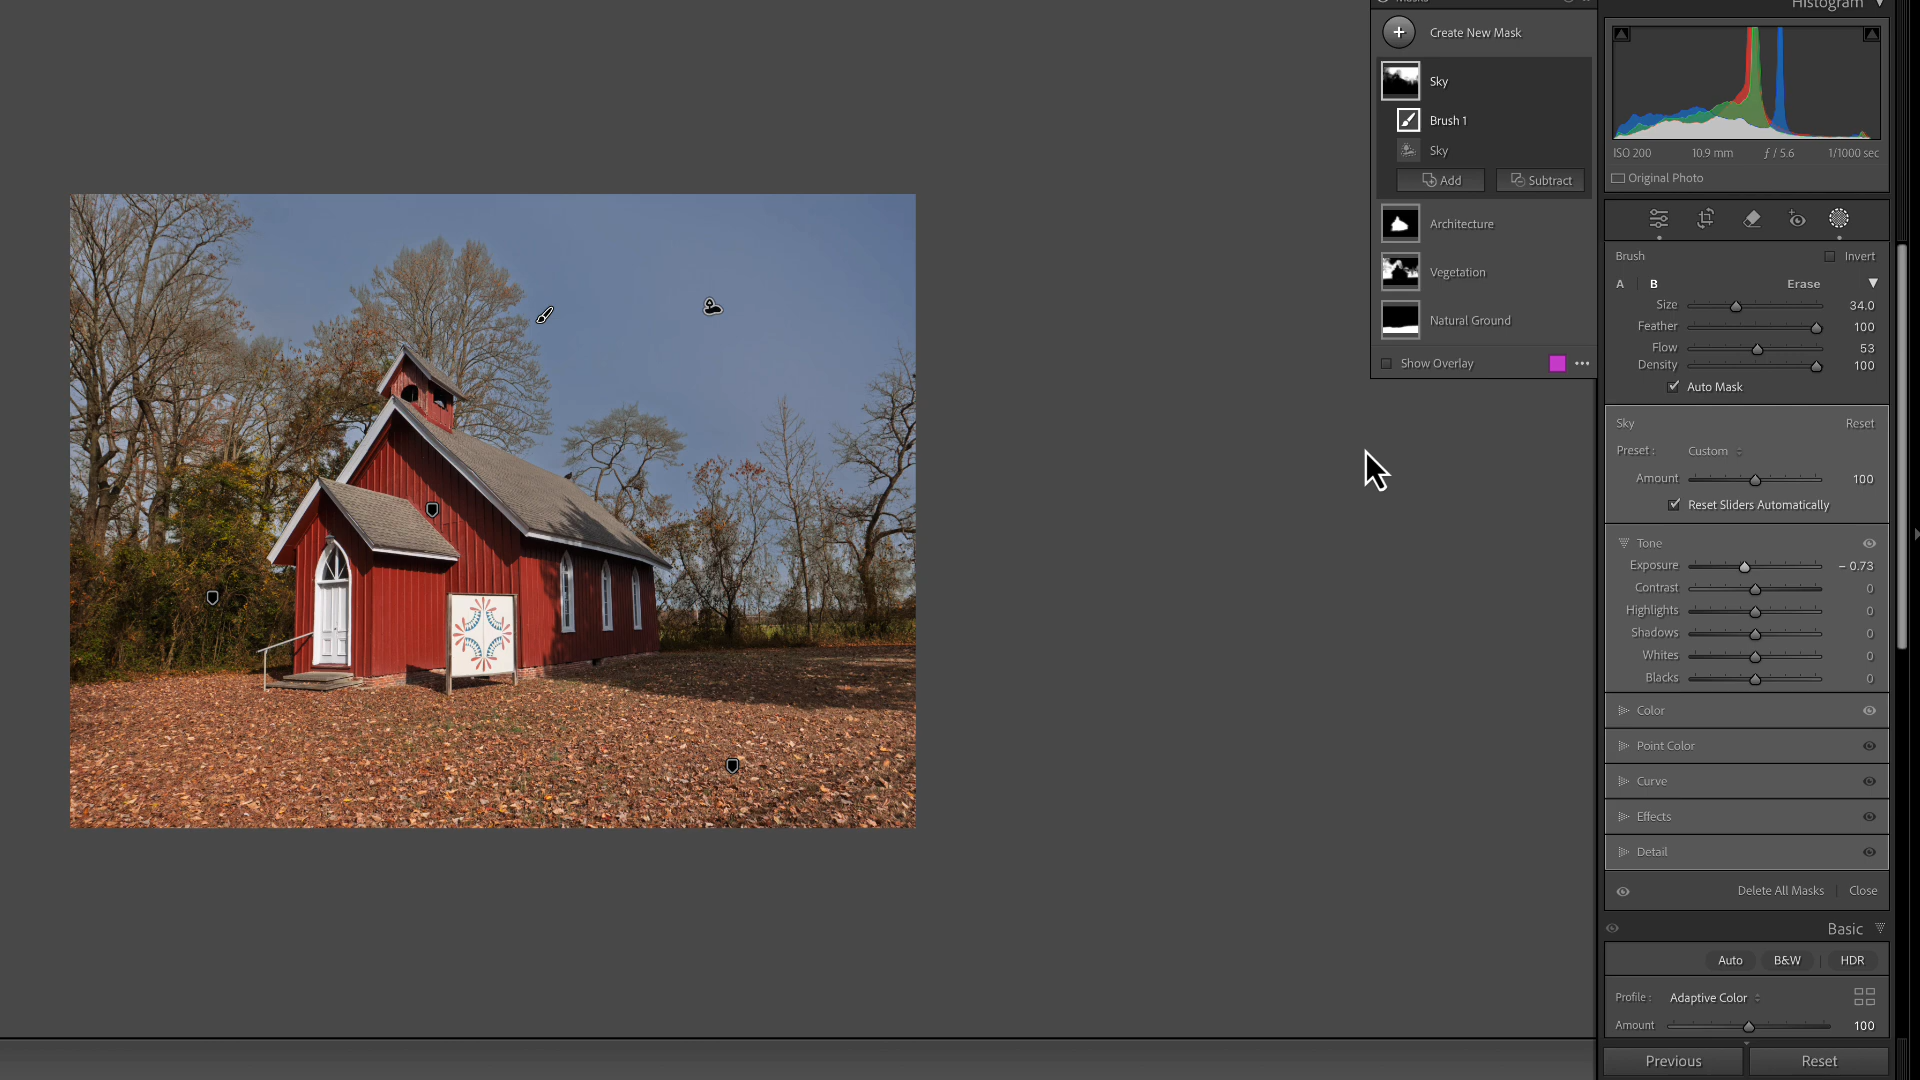 Histogram
Masks
Create New Mask
Sky
Brush 1
Sky
Add
Subtract
Architecture
Vegetation
Natural Ground
Show Overlay
ISO 200
10.9 mm
ƒ / 5.6
1/1000 sec
Original Photo
Brush
Invert
A
B
Erase
Size
34.0
Feather
100
Flow
53
Density
100
Auto Mask
Sky
Reset
Preset :
Custom
Amount
100
Reset Sliders Automatically
Tone
Exposure
– 0.73
Contrast
0
Highlights
0
Shadows
0
Whites
0
Blacks
0
Color
Point Color
Curve
Effects
Detail
Delete All Masks
Close
Basic
Auto
B&W
HDR
Profile :
Adaptive Color
Amount
100
Previous
Reset